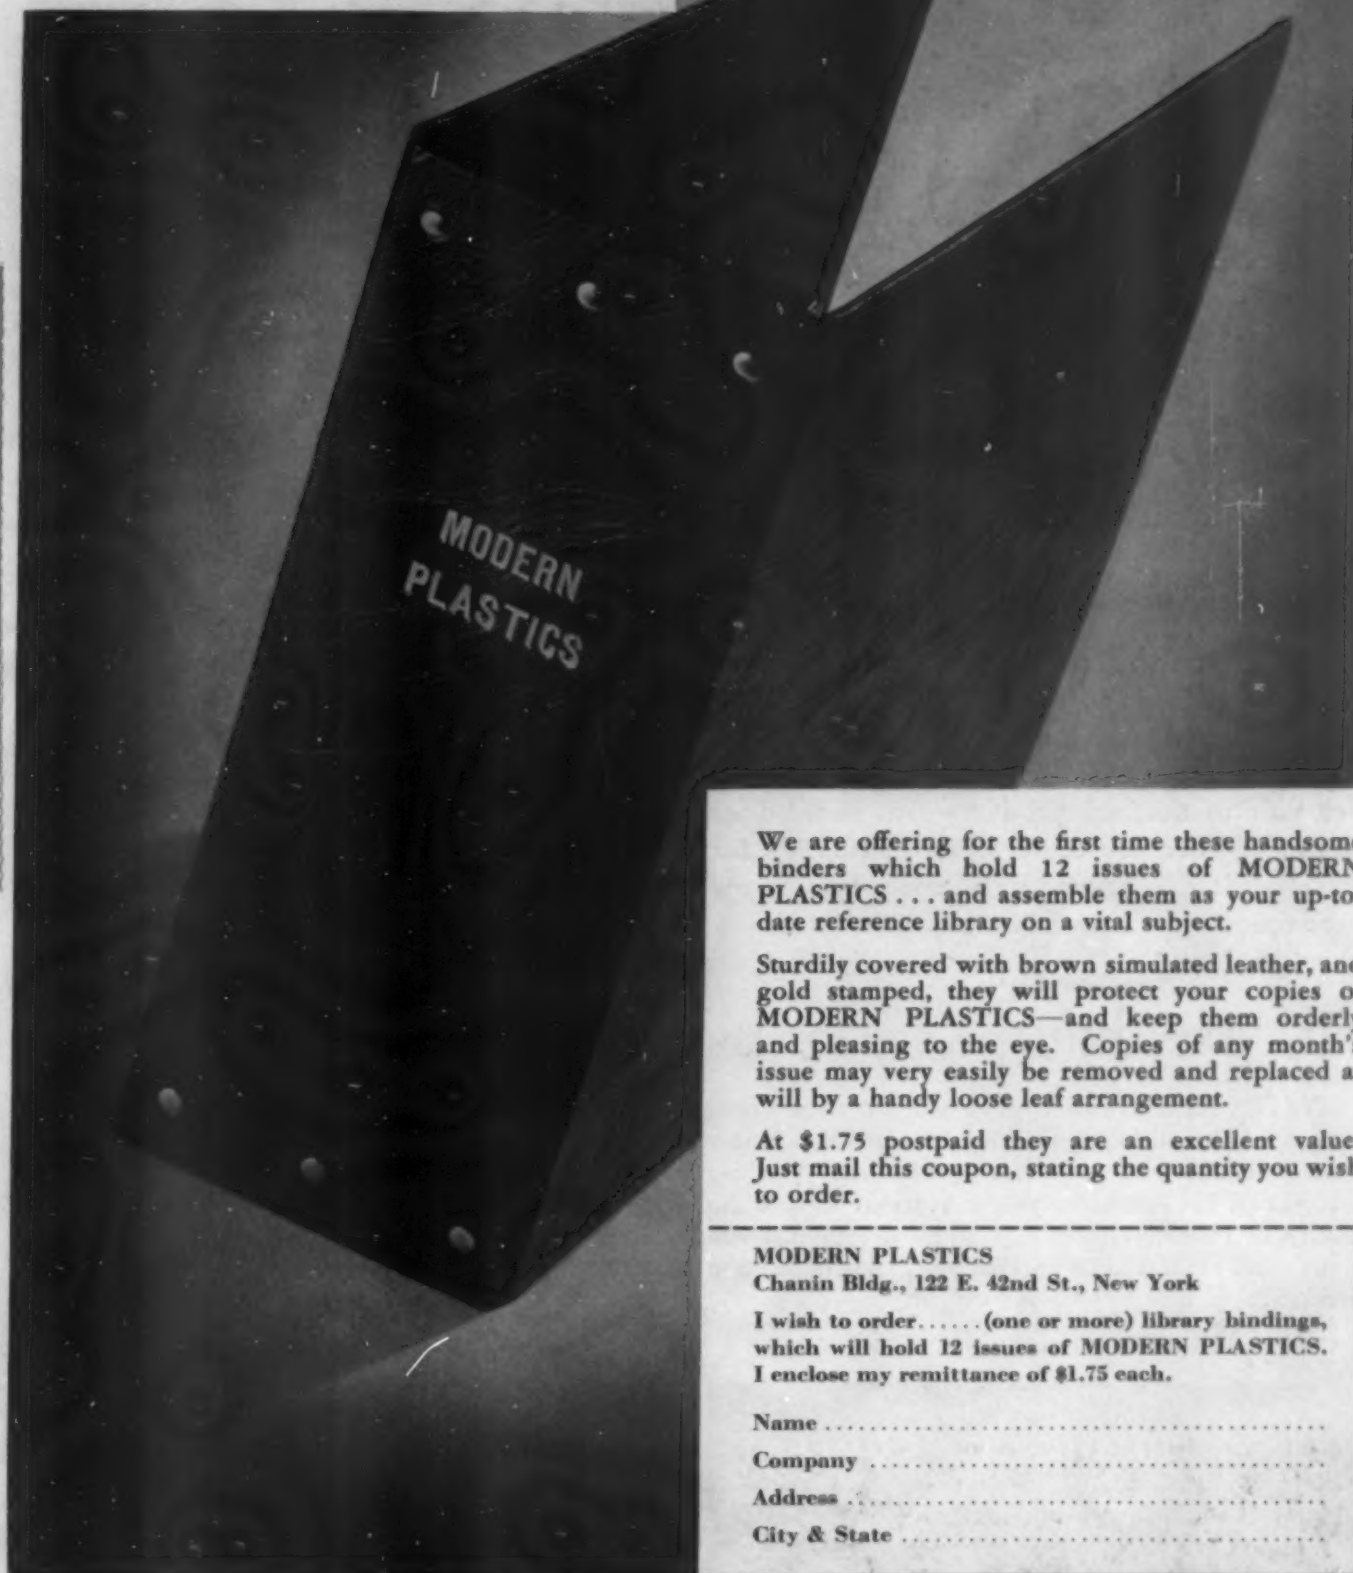 MODERN
PLASTICS
We are offering for the first time these handsome
binders which hold 12 issues of MODERN
PLASTICS . . . and assemble them as your up-to-
date reference library on a vital subject.
Sturdily covered with brown simulated leather, and
gold stamped, they will protect your copies of
MODERN PLASTICS—and keep them orderly
and pleasing to the eye. Copies of any month's
issue may very easily be removed and replaced at
will by a handy loose leaf arrangement.
At $1.75 postpaid they are an excellent value.
Just mail this coupon, stating the quantity you wish
to order.
MODERN PLASTICS
Chanin Bldg., 122 E. 42nd St., New York
I wish to order......(one or more) library bindings,
which will hold 12 issues of MODERN PLASTICS.
I enclose my remittance of $1.75 each.
Name ............................................
Company ............................................
Address ............................................
City & State ............................................